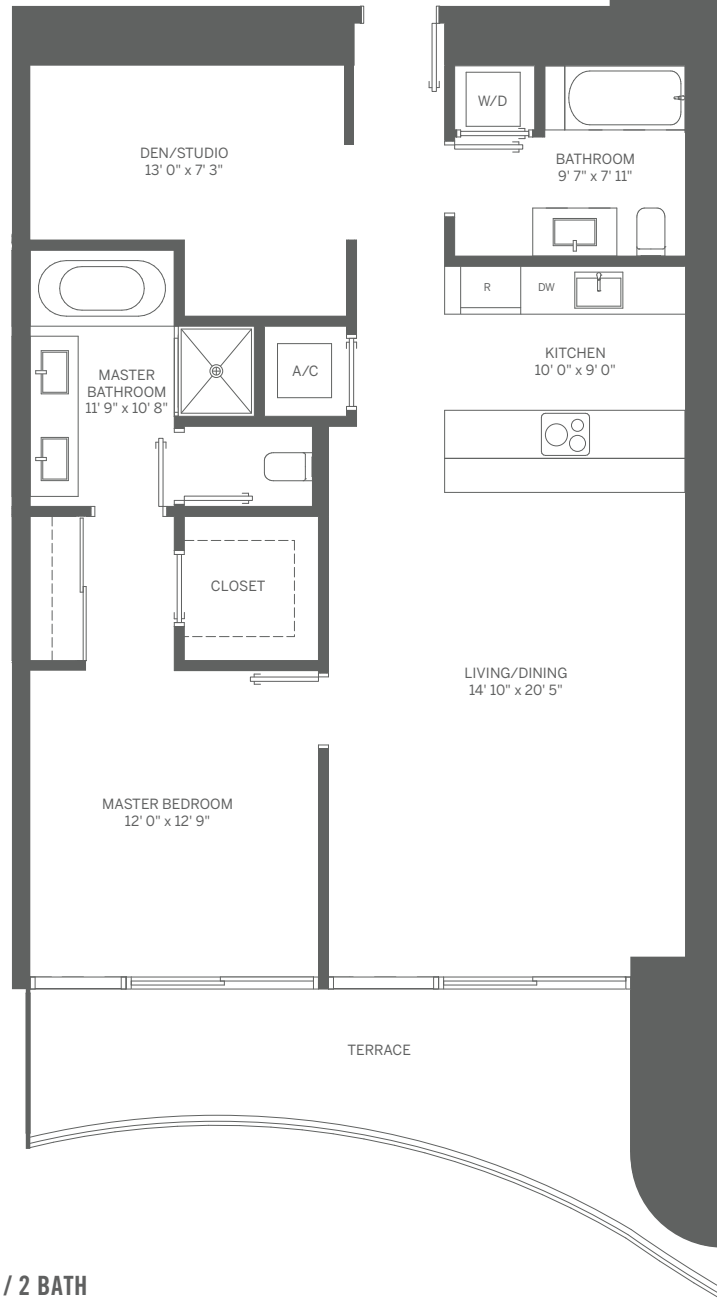 W/D
DEN/STUDIO
13' 0" x 7' 3"
BATHROOM
9' 7" x 7' 11"
R
DW
KITCHEN
10' 0" x 9' 0"
A/C
MASTER
BATHROOM
11' 9" x 10' 8"
CLOSET
LIVING/DINING
14' 10" x 20' 5"
MASTER BEDROOM
12' 0" x 12' 9"
TERRACE
/ 2 BATH